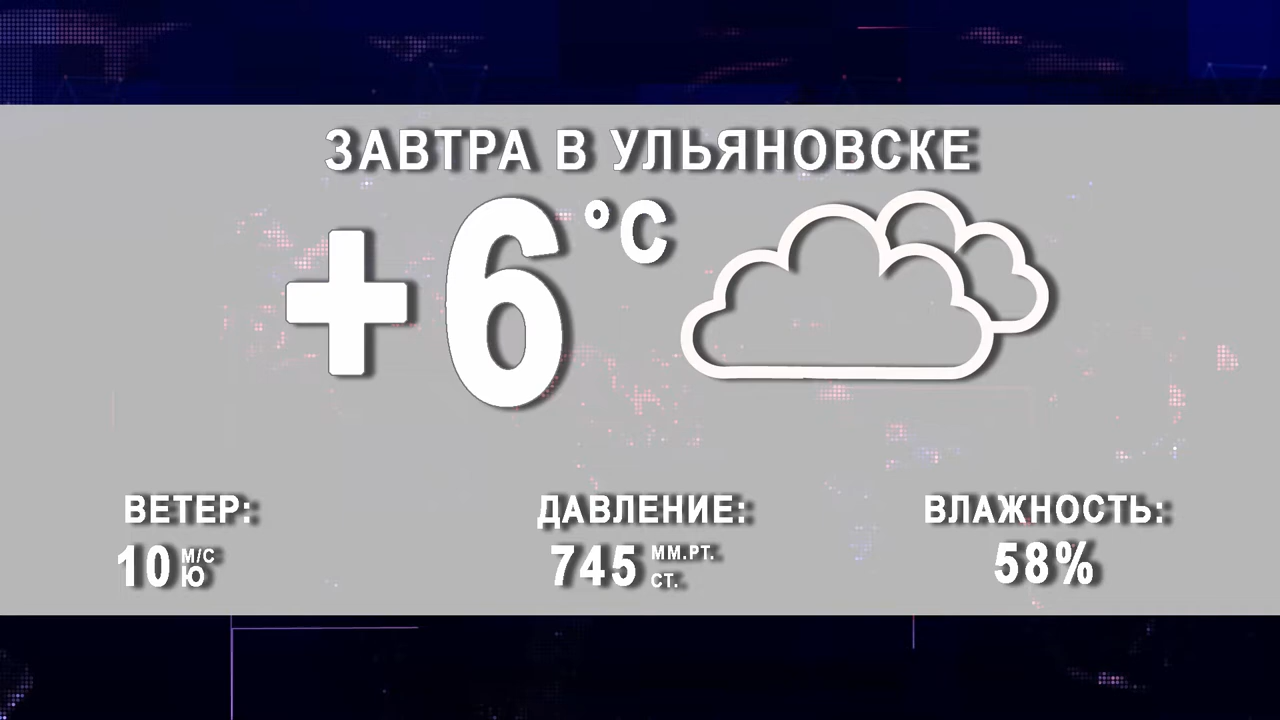 ЗАВТРА В УЛЬЯНОВСКЕ
+6 °C
ВЕТЕР:
10 М/С
Ю
ДАВЛЕНИЕ:
745 ММ.РТ.
СТ.
ВЛАЖНОСТЬ:
58%